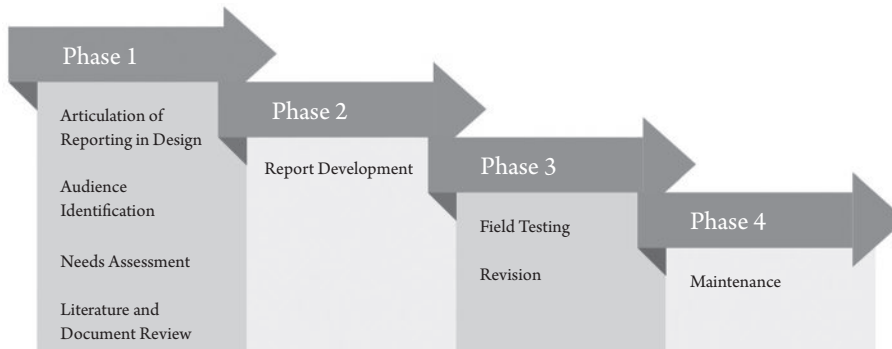 Phase 1
Articulation of
Reporting in Design
Audience
Identification
Needs Assessment
Literature and
Document Review
Phase 2
Report Development
Phase 3
Field Testing
Revision
Phase 4
Maintenance